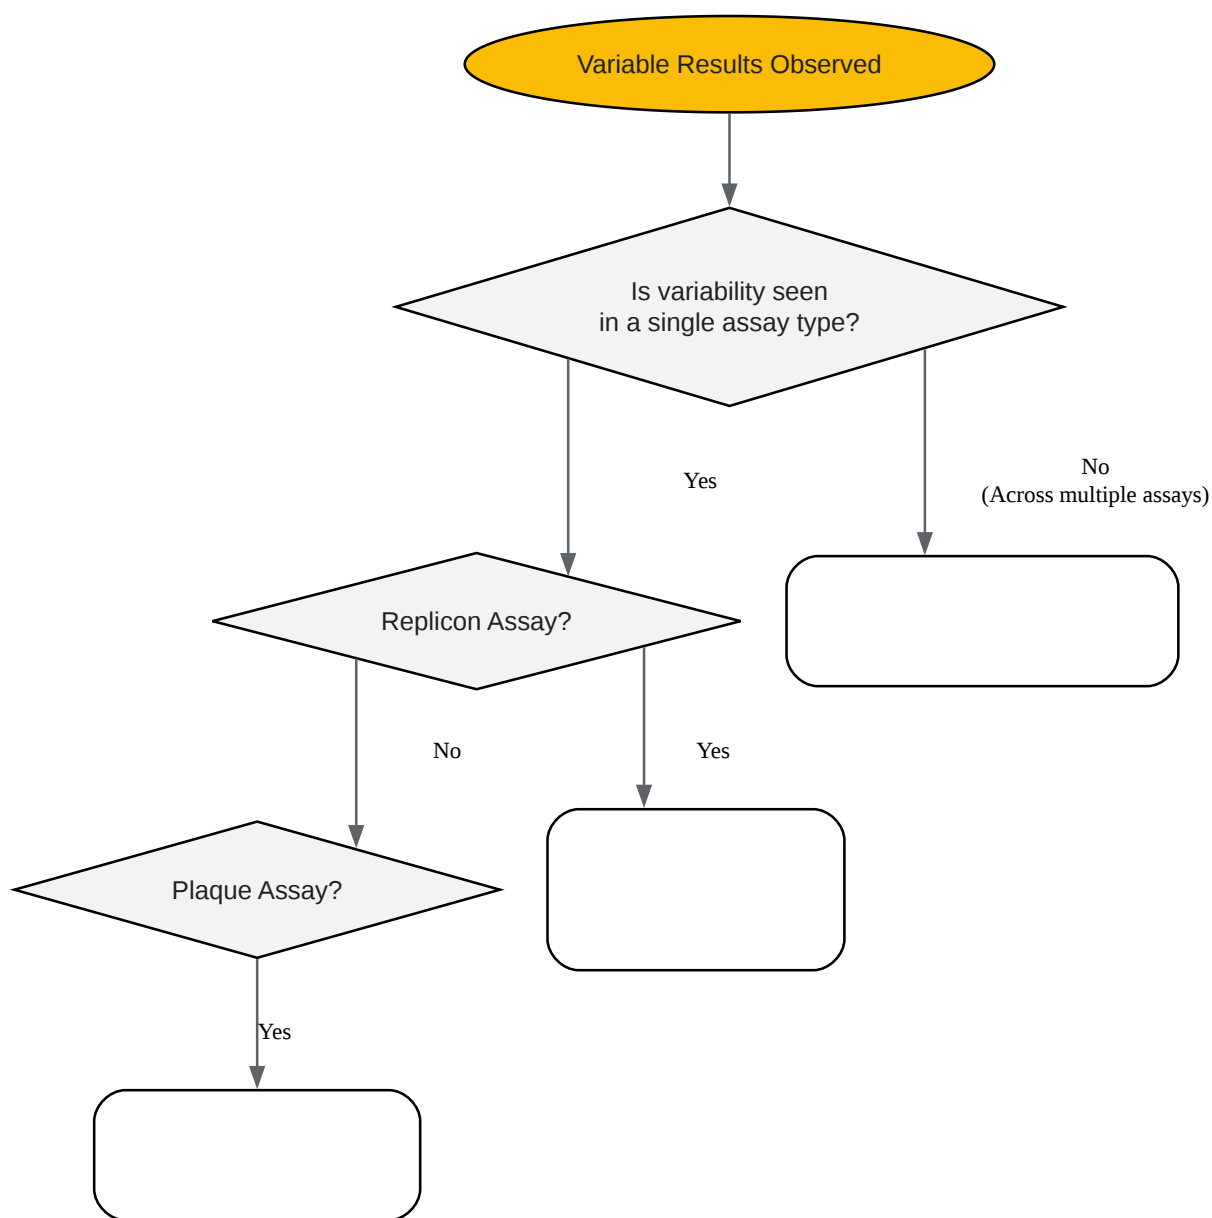 Variable Results Observed
Is variability seen
in a single assay type?
Yes
No
(Across multiple assays)
Replicon Assay?
No
Yes
Plaque Assay?
Yes